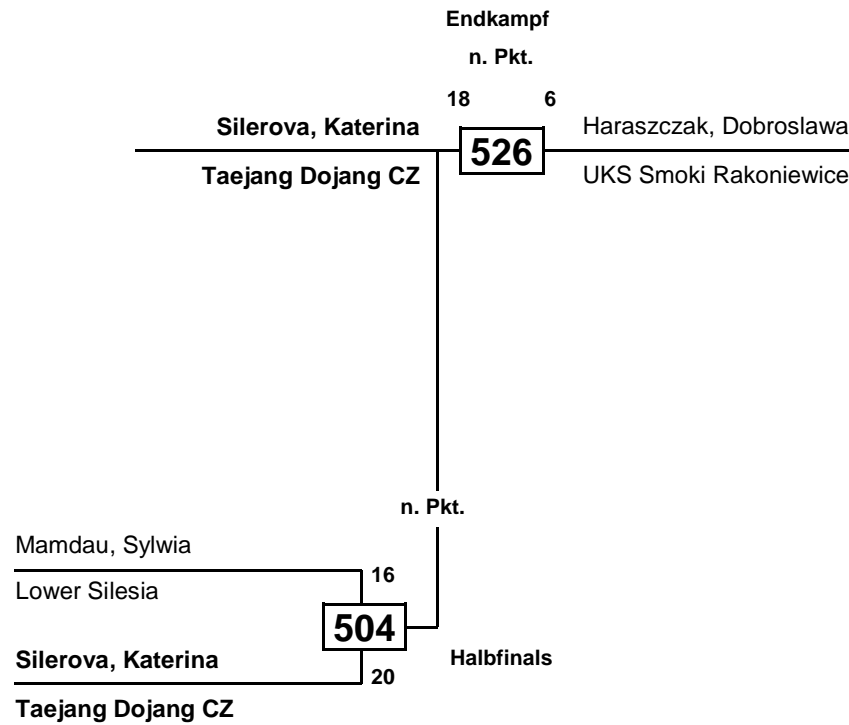 Endkampf
n. Pkt.
18 6
Silerova, Katerina
526
Haraszczak, Dobroslawa
Taejang Dojang CZ
UKS Smoki Rakoniewice
n. Pkt.
Mamdau, Sylwia
16
Lower Silesia
504
Silerova, Katerina
Halbfinals
20
Taejang Dojang CZ